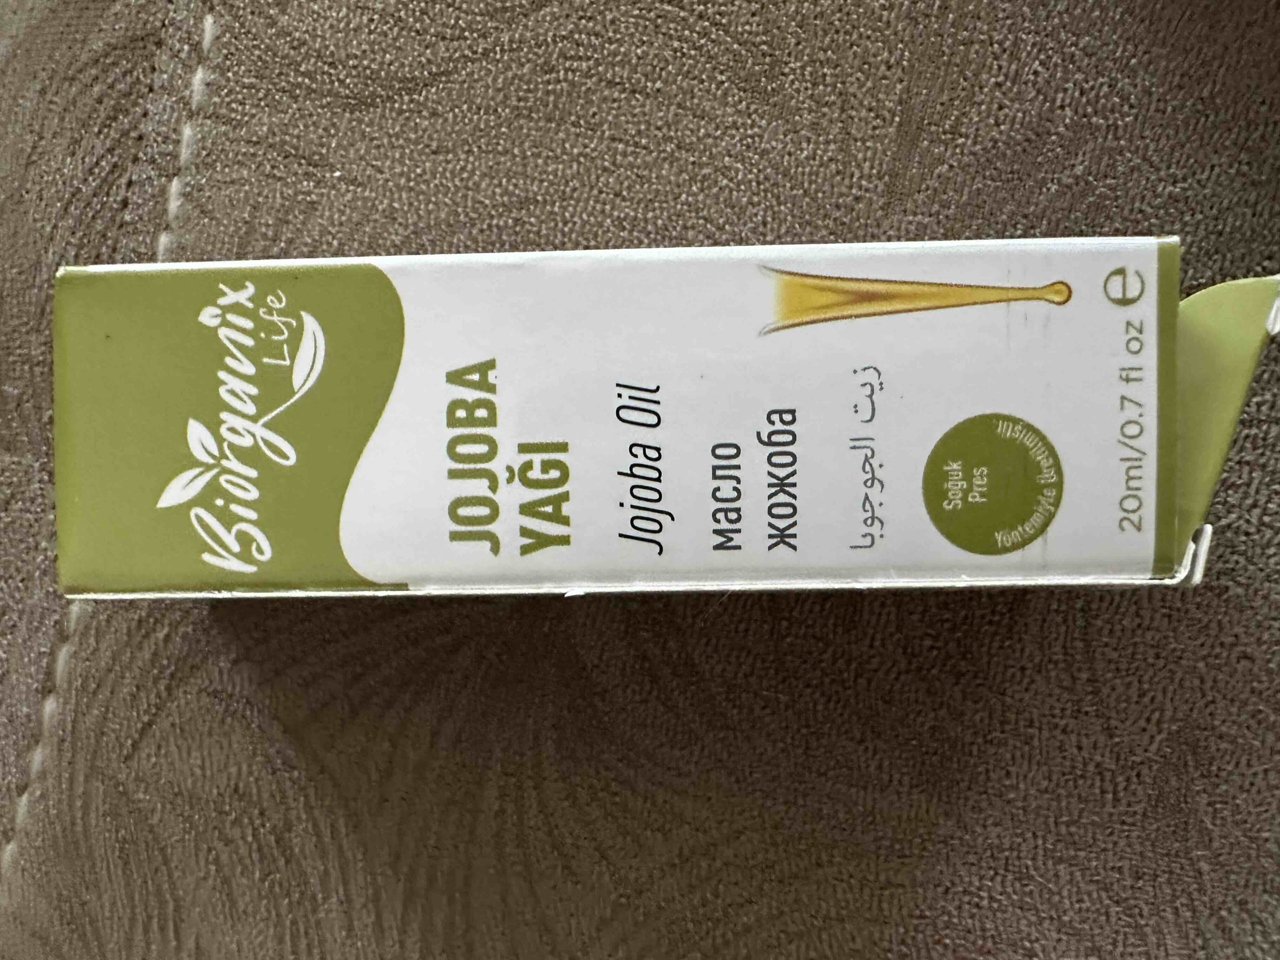 Biorganix
Life
JOJOBA
YAĞI
Jojoba Oil
масло
жожоба
زيت الجوجوبا
Soğuk
Pres
Yöntemiyle Üretilmiştir.
20ml/0.7 fl oz ℮